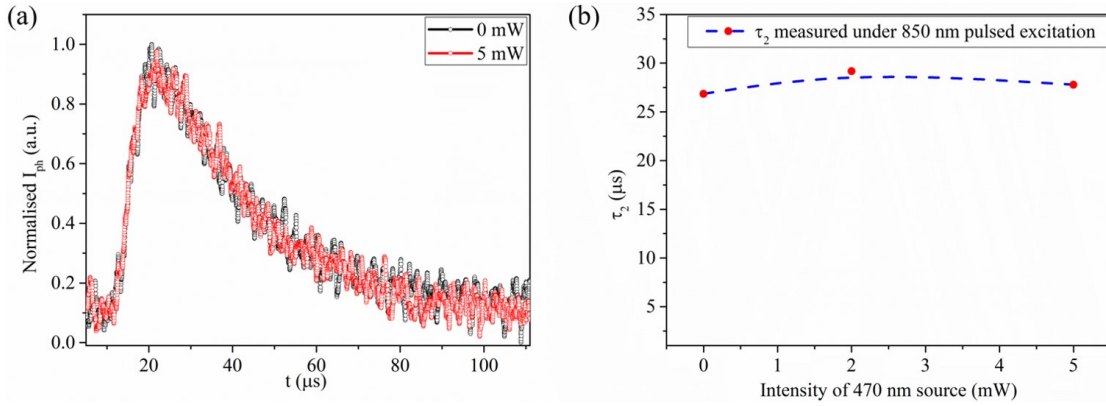 (a)
0 mW
5 mW
Normalised I_ph (a.u.)
1.0
0.8
0.6
0.4
0.2
0.0
20
40
60
80
100
t (μs)
(b)
τ₂ measured under 850 nm pulsed excitation
τ₂ (μs)
35
30
25
20
15
10
5
0
1
2
3
4
5
Intensity of 470 nm source (mW)